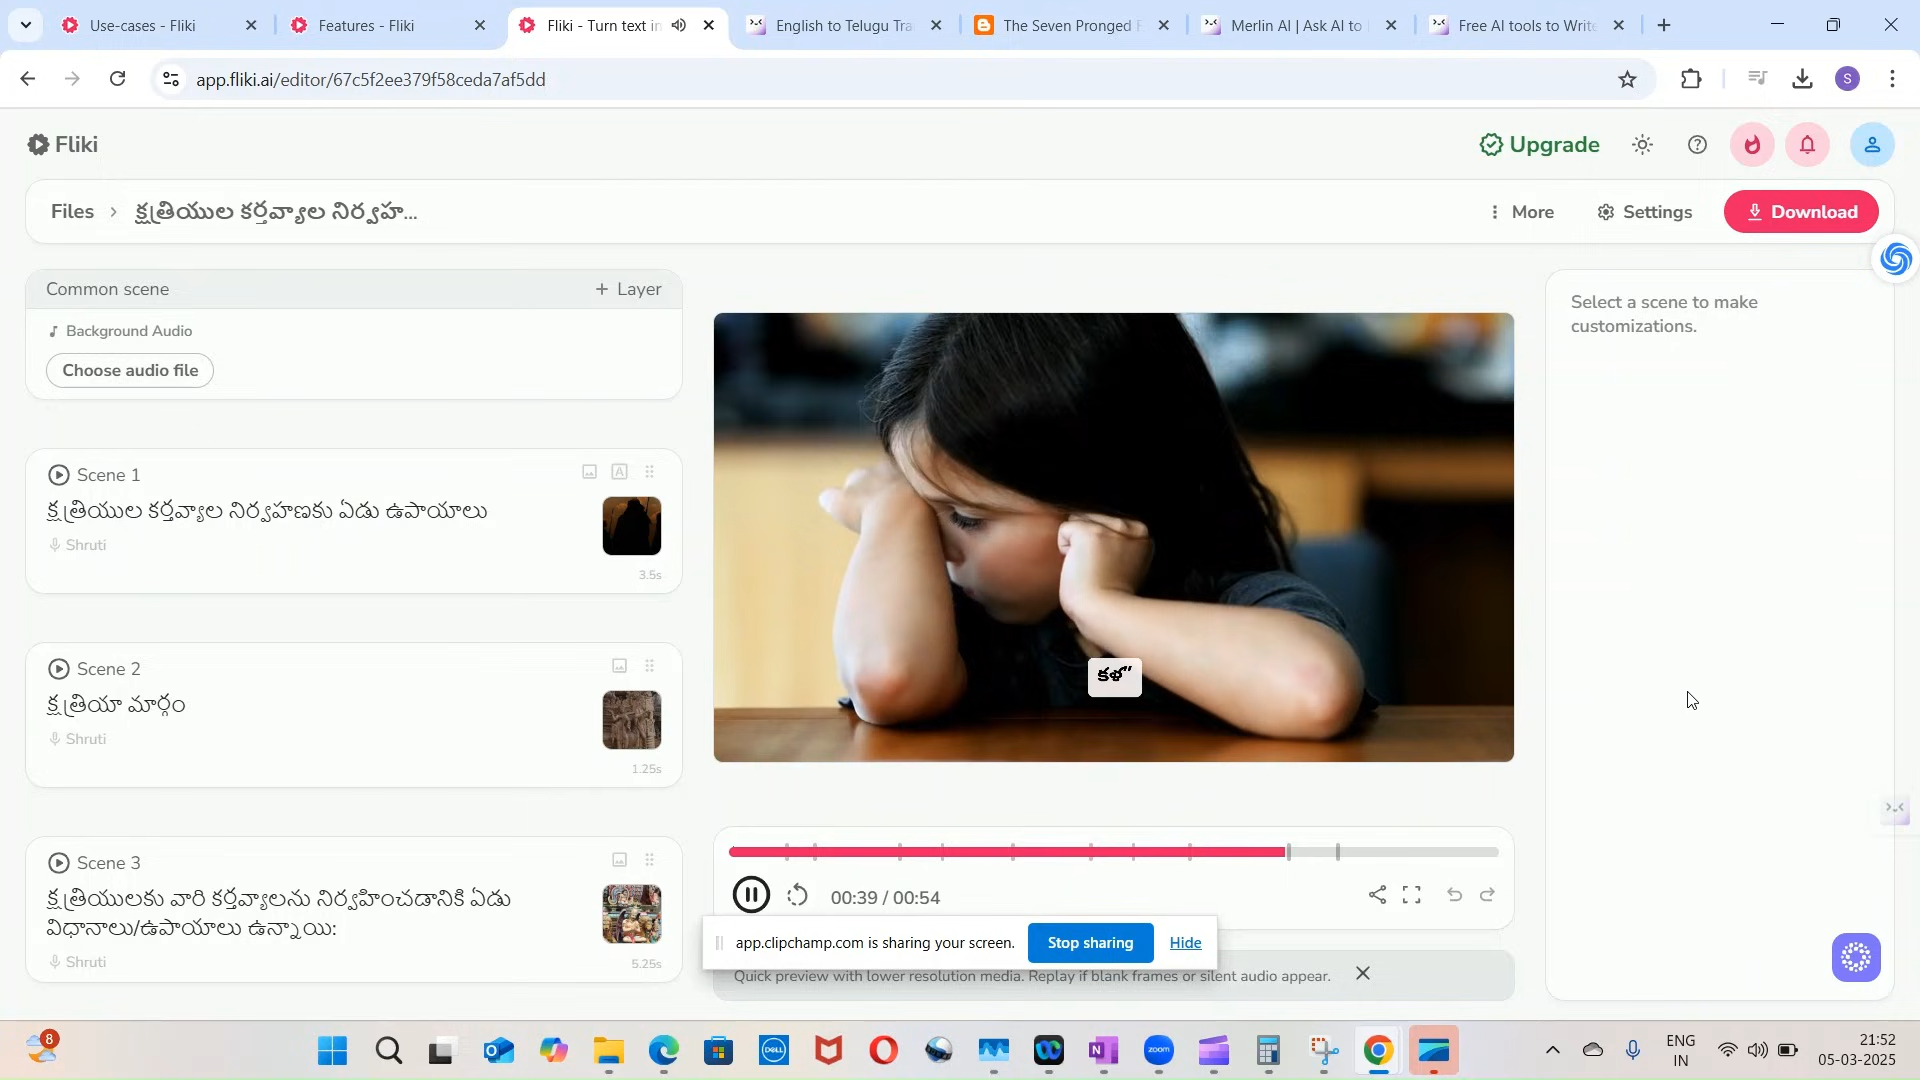 Use-cases - Fliki
Features - Fliki
Fliki - Turn text in
English to Telugu Tra
The Seven Pronged F
Merlin AI | Ask AI to
Free AI tools to Write
app.fliki.ai/editor/67c5f2ee379f58ceda7af5dd
S
Fliki
Upgrade
Files > క్షత్రియుల కర్తవ్యాల నిర్వహ...
More
Settings
Download
Common scene
+ Layer
Background Audio
Choose audio file
Scene 1
క్షత్రియుల కర్తవ్యాల నిర్వహణకు ఏడు ఉపాయాలు
Shruti
3.5s
Scene 2
క్షత్రియా మార్గం
Shruti
1.25s
Scene 3
క్షత్రియులకు వారి కర్తవ్యాలను నిర్వహించడానికి ఏడు
విధానాలు/ఉపాయాలు ఉన్నాయి:
Shruti
5.25s
Select a scene to make
customizations.
00:39 / 00:54
app.clipchamp.com is sharing your screen.
Stop sharing
Hide
Quick preview with lower resolution media. Replay if blank frames or silent audio appear.
8
DELL
zoom
ENG
IN
21:52
05-03-2025